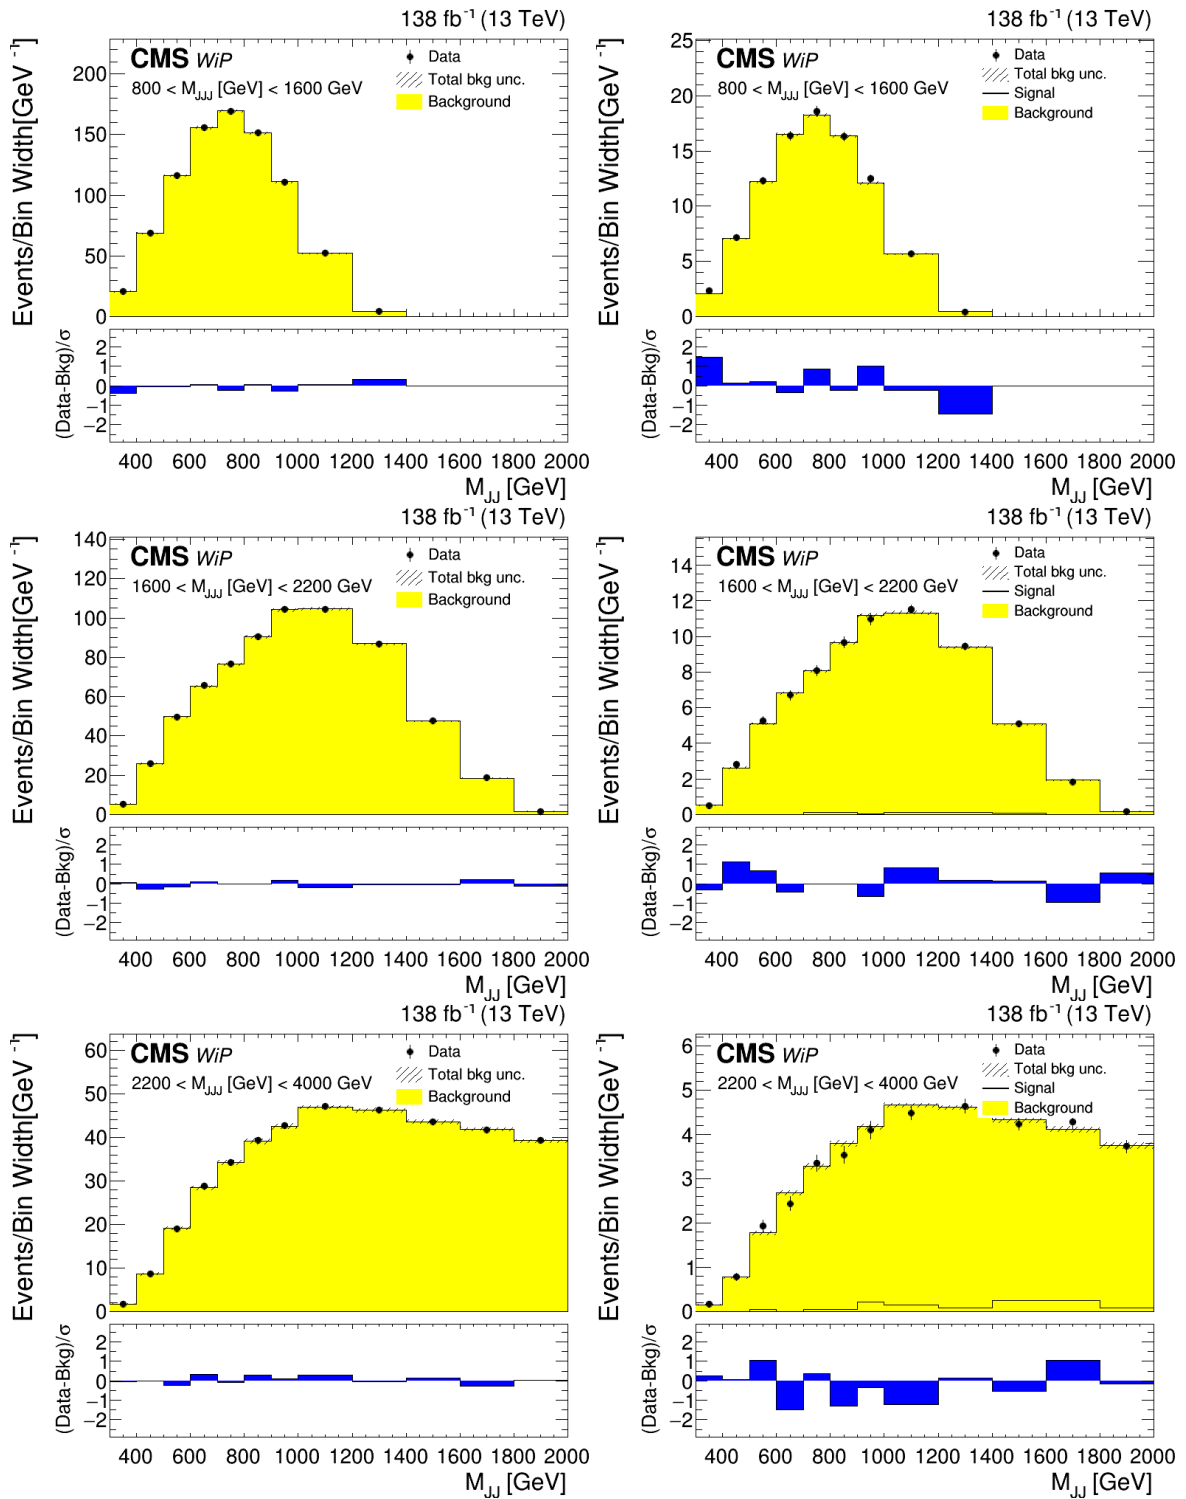 138 fb⁻¹ (13 TeV)
CMS WiP
800 < M_JJJ [GeV] < 1600 GeV
Data
Total bkg unc.
Background
Events/Bin Width[GeV⁻¹]
200
150
100
50
0
(Data-Bkg)/σ
2
1
0
−1
−2
400 600 800 1000 1200 1400 1600 1800 2000
M_JJ [GeV]
138 fb⁻¹ (13 TeV)
CMS WiP
800 < M_JJJ [GeV] < 1600 GeV
Data
Total bkg unc.
Signal
Background
Events/Bin Width[GeV⁻¹]
25
20
15
10
5
0
(Data-Bkg)/σ
2
1
0
−1
−2
400 600 800 1000 1200 1400 1600 1800 2000
M_JJ [GeV]
138 fb⁻¹ (13 TeV)
CMS WiP
1600 < M_JJJ [GeV] < 2200 GeV
Data
Total bkg unc.
Background
Events/Bin Width[GeV⁻¹]
140
120
100
80
60
40
20
0
(Data-Bkg)/σ
2
1
0
−1
−2
400 600 800 1000 1200 1400 1600 1800 2000
M_JJ [GeV]
138 fb⁻¹ (13 TeV)
CMS WiP
1600 < M_JJJ [GeV] < 2200 GeV
Data
Total bkg unc.
Signal
Background
Events/Bin Width[GeV⁻¹]
14
12
10
8
6
4
2
0
(Data-Bkg)/σ
2
1
0
−1
−2
400 600 800 1000 1200 1400 1600 1800 2000
M_JJ [GeV]
138 fb⁻¹ (13 TeV)
CMS WiP
2200 < M_JJJ [GeV] < 4000 GeV
Data
Total bkg unc.
Background
Events/Bin Width[GeV⁻¹]
60
50
40
30
20
10
0
(Data-Bkg)/σ
2
1
0
−1
−2
400 600 800 1000 1200 1400 1600 1800 2000
M_JJ [GeV]
138 fb⁻¹ (13 TeV)
CMS WiP
2200 < M_JJJ [GeV] < 4000 GeV
Data
Total bkg unc.
Signal
Background
Events/Bin Width[GeV⁻¹]
6
5
4
3
2
1
0
(Data-Bkg)/σ
2
1
0
−1
−2
400 600 800 1000 1200 1400 1600 1800 2000
M_JJ [GeV]